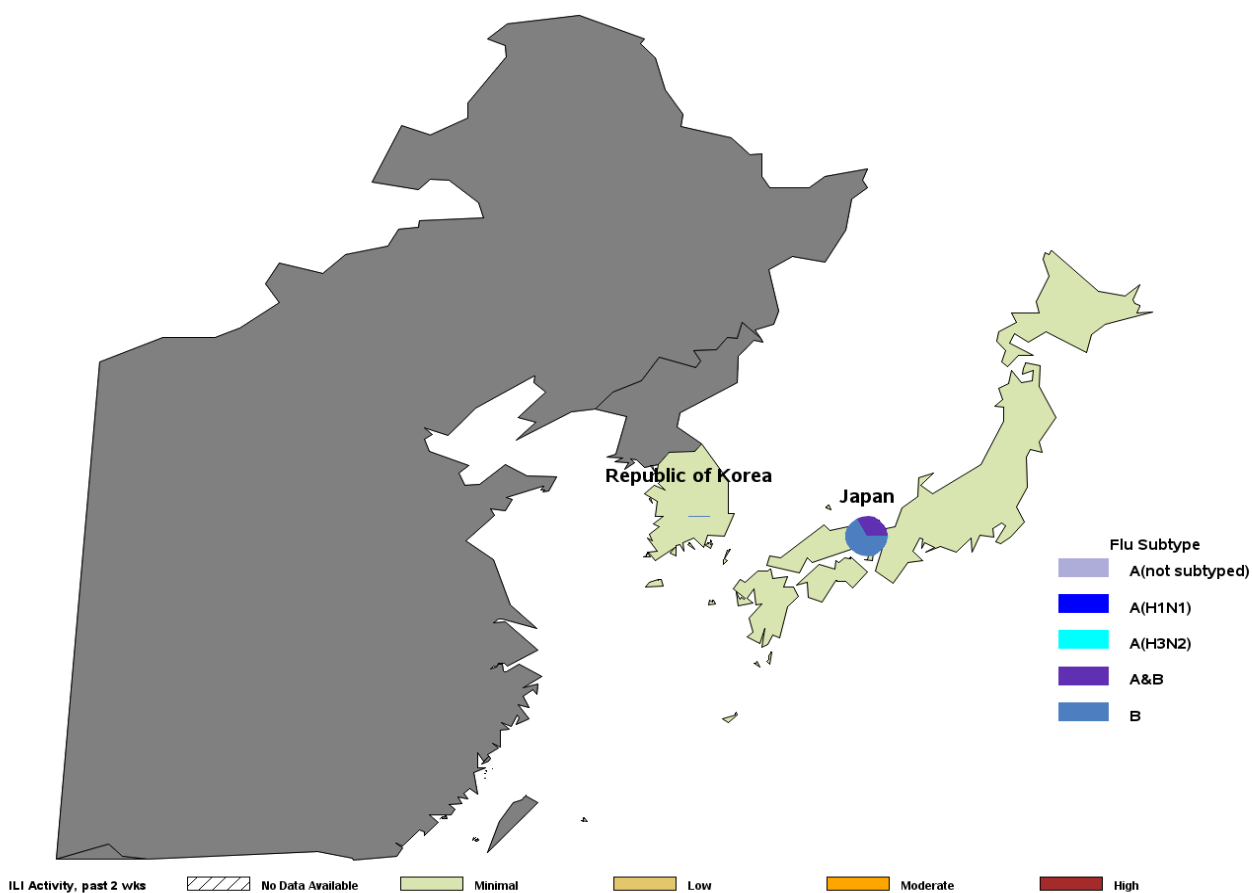 Republic of Korea
Japan
Flu Subtype
A(not subtyped)
A(H1N1)
A(H3N2)
A&B
B
ILI Activity, past 2 wks No Data Available Minimal Low Moderate High